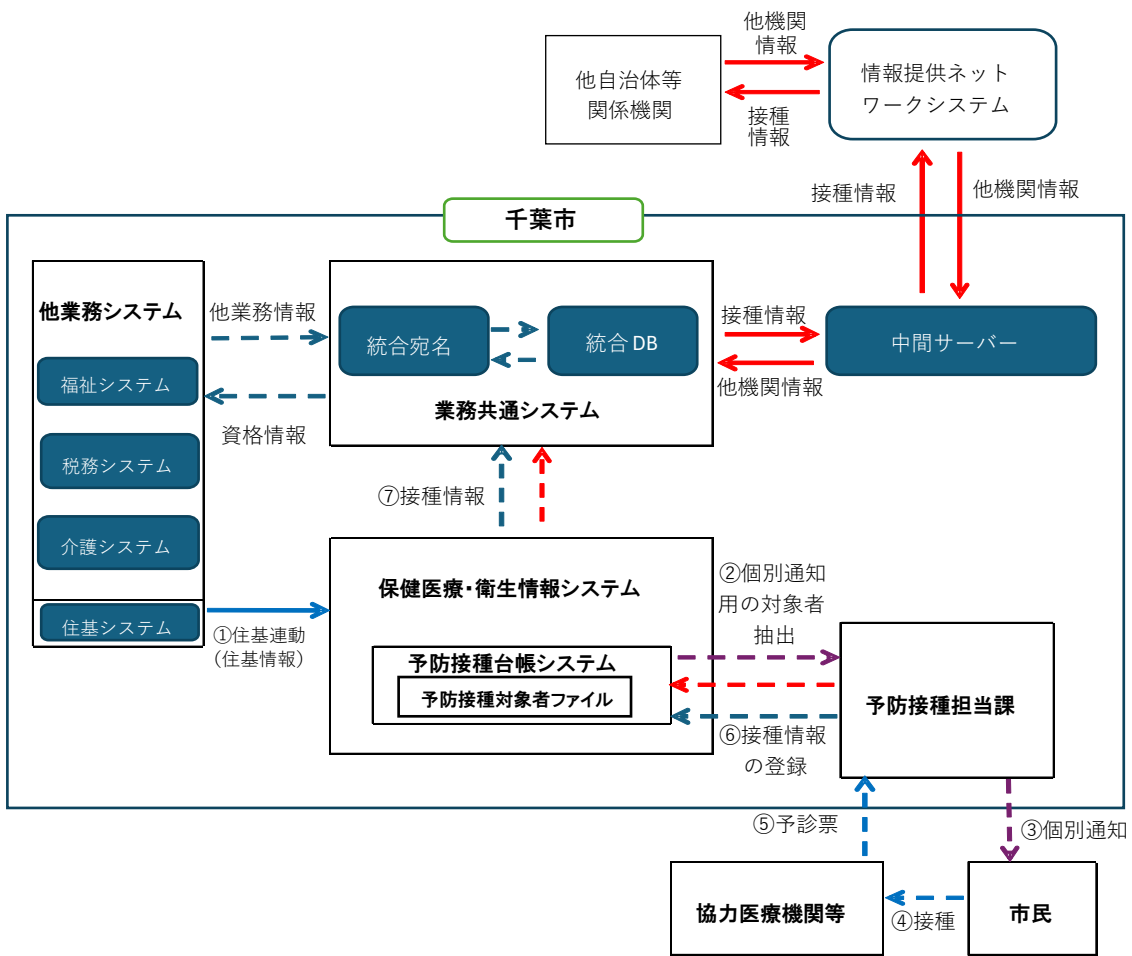 他機関
情報
他自治体等
関係機関
接種
情報
情報提供ネット
ワークシステム
接種情報
他機関情報
千葉市
他業務システム
福祉システム
税務システム
介護システム
住基システム
他業務情報
資格情報
統合宛名
統合DB
業務共通システム
接種情報
他機関情報
中間サーバー
⑦接種情報
①住基連動
（住基情報）
保健医療・衛生情報システム
予防接種台帳システム
予防接種対象者ファイル
②個別通知
用の対象者
抽出
⑥接種情報
の登録
予防接種担当課
⑤予診票
③個別通知
協力医療機関等
④接種
市民